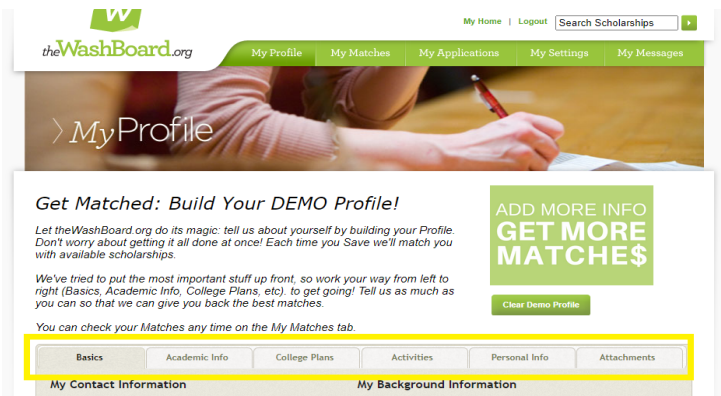 My Home | Logout Search Scholarships
theWashBoard.org
My Profile My Matches My Applications My Settings My Messages
〉MyProfile
Get Matched: Build Your DEMO Profile!
Let theWashBoard.org do its magic: tell us about yourself by building your Profile.
Don't worry about getting it all done at once! Each time you Save we'll match you
with available scholarships.
We've tried to put the most important stuff up front, so work your way from left to
right (Basics, Academic Info, College Plans, etc). to get going! Tell us as much as
you can so that we can give you back the best matches.
You can check your Matches any time on the My Matches tab.
ADD MORE INFO
GET MORE
MATCHE$
Clear Demo Profile
Basics Academic Info College Plans Activities Personal Info Attachments
My Contact Information My Background Information